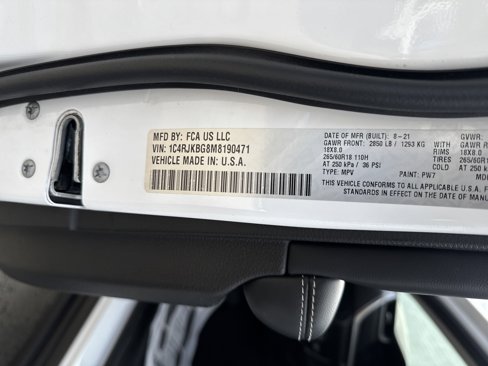 MFD BY: FCA US LLC
VIN: 1C4RJKBG8M8190471
VEHICLE MADE IN U.S.A.
DATE OF MFR (BUILT): 8-21
GAWR FRONT: 2850 LB / 1293 KG WITH
18X8.0 RIMS
265/60R18 110H TIRES
AT 250 kPa / 36 PSI COLD
TYPE: MPV PAINT: PW7
THIS VEHICLE CONFORMS TO ALL APPLICABLE
STANDARDS IN EFFECT ON THE DATE OF
GVWR
GAWR
18X8.0
265/60R1
AT 250